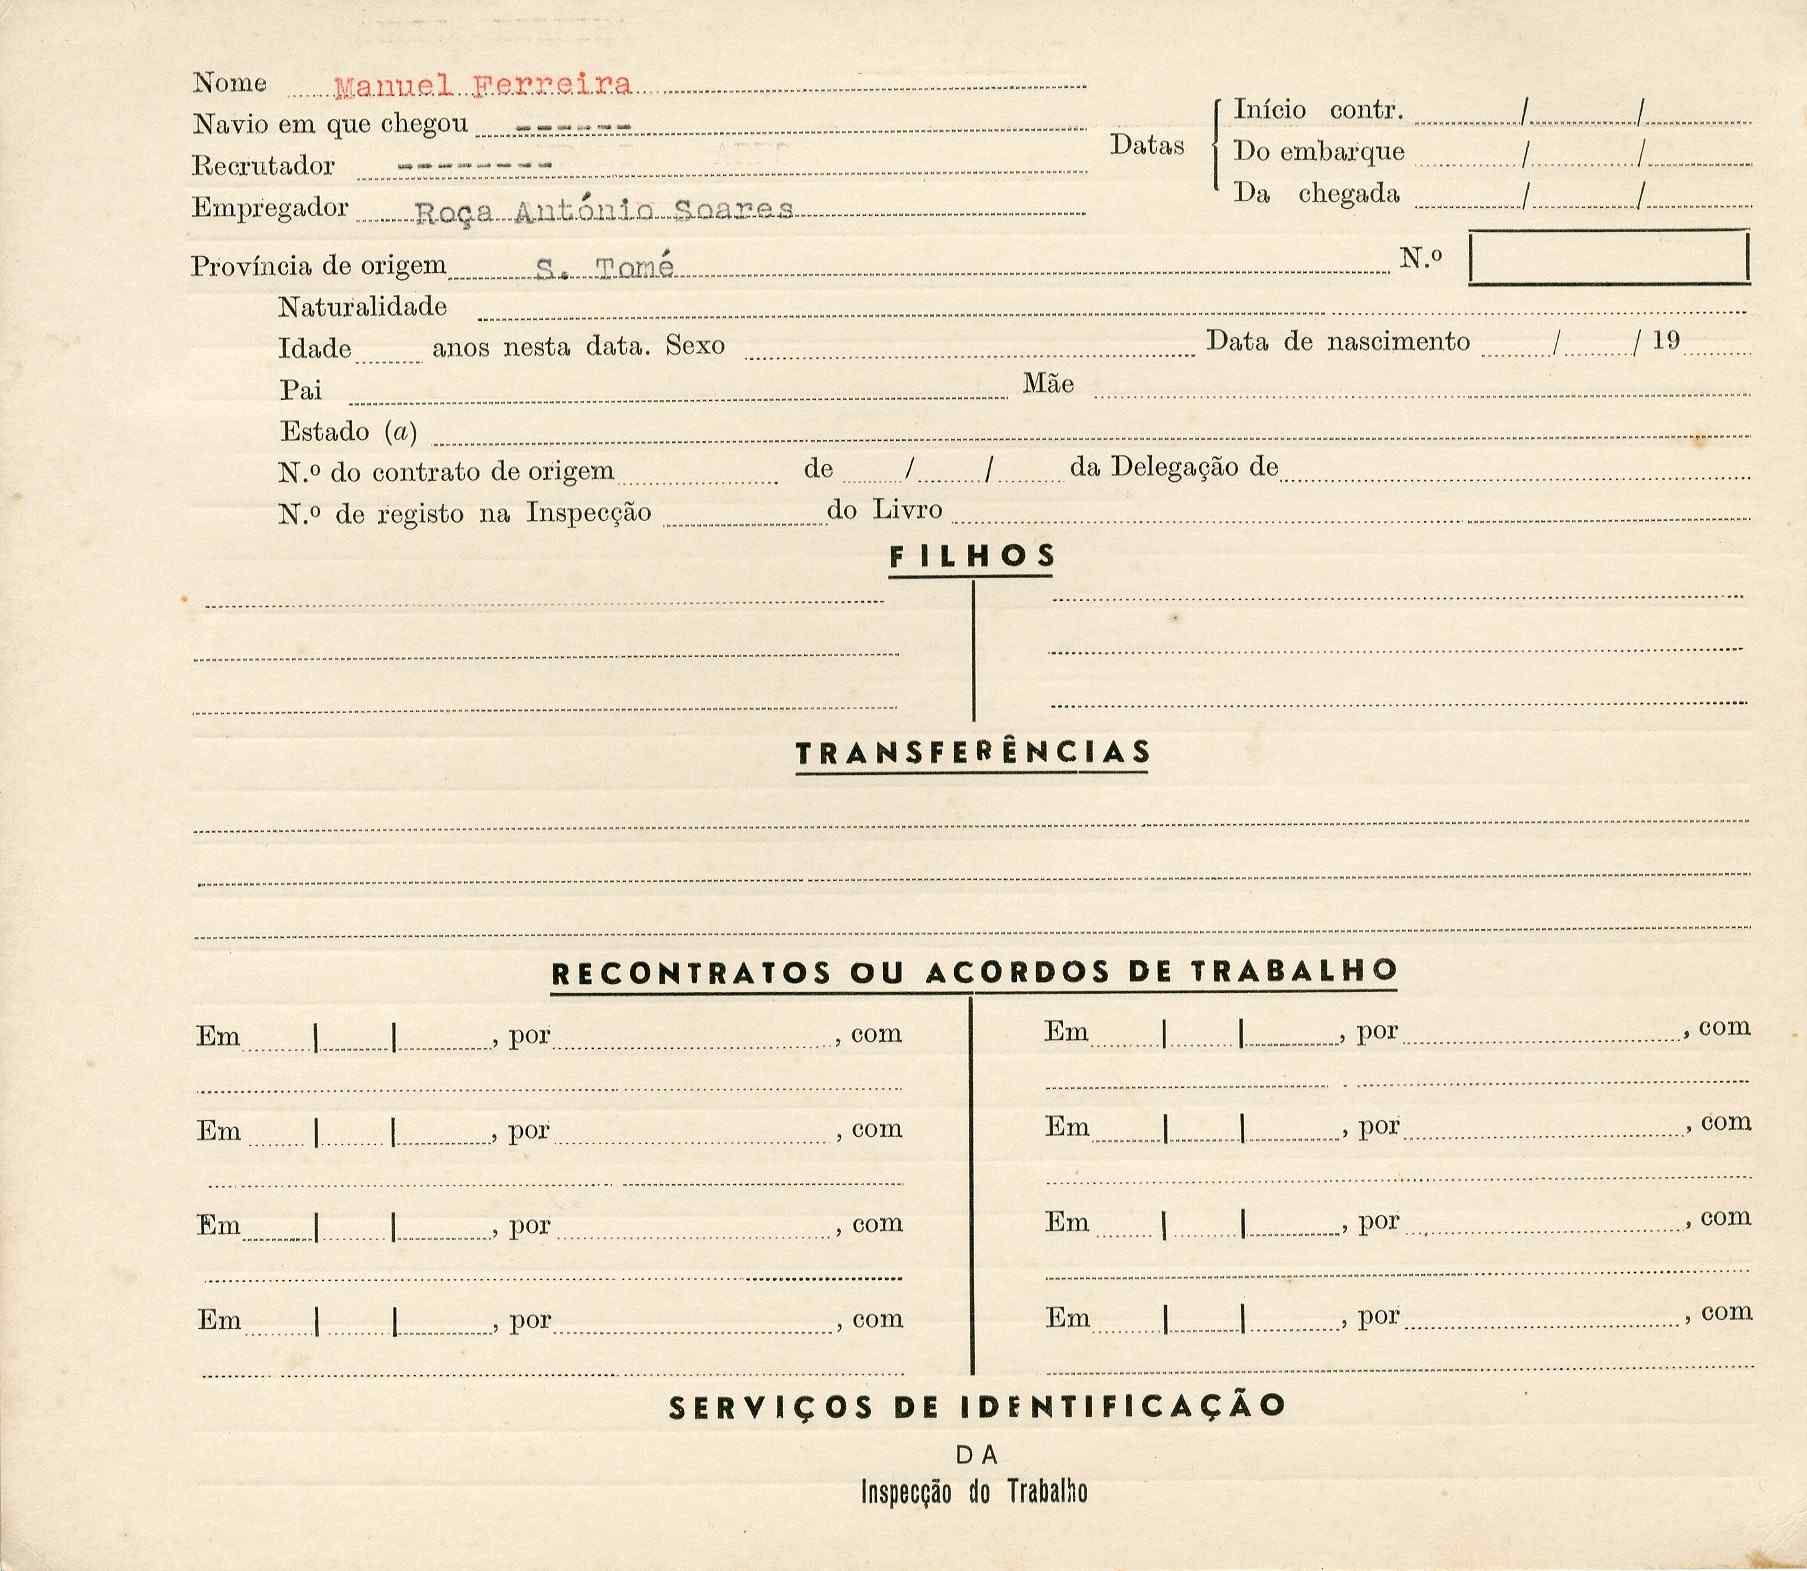 Nome Manuel Ferreira
Navio em que chegou ------
Recrutador --------
Empregador Roça António Soares
Datas
Início contr. / /
Do embarque / /
Da chegada / /
Província de origem S. Tomé N.º
Naturalidade
Idade anos nesta data. Sexo Data de nascimento / / 19
Pai Mãe
Estado (a)
N.º do contrato de origem de / / da Delegação de
N.º de registo na Inspecção do Livro
FILHOS
TRANSFERÊNCIAS
RECONTRATOS OU ACORDOS DE TRABALHO
Em | | , por , com Em | | , por , com
Em | | , por , com Em | | , por , com
Em | | , por , com Em | | , por , com
Em | | , por , com Em | | , por , com
SERVIÇOS DE IDENTIFICAÇÃO
DA
Inspecção do Trabalho